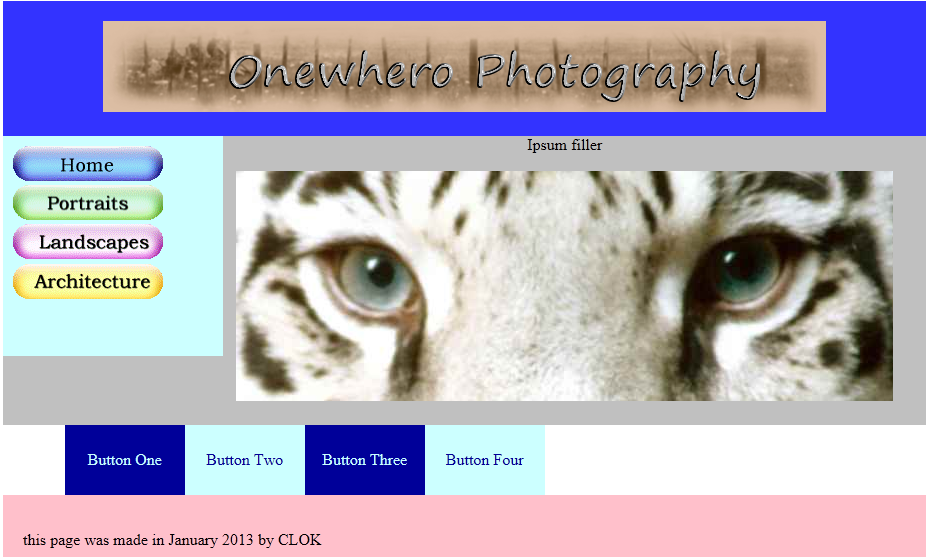 Onewhero Photography
Home
Portraits
Landscapes
Architecture
Ipsum filler
Button One
Button Two
Button Three
Button Four
this page was made in January 2013 by CLOK